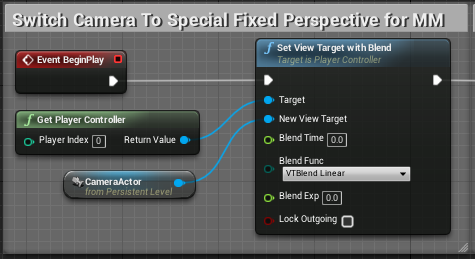 Switch Camera To Special Fixed Perspective for MM
Event BeginPlay
Get Player Controller
Player Index 0
Return Value
CameraActor
from Persistent Level
Set View Target with Blend
Target is Player Controller
Target
New View Target
Blend Time 0.0
Blend Func
VTBlend Linear
Blend Exp 0.0
Lock Outgoing